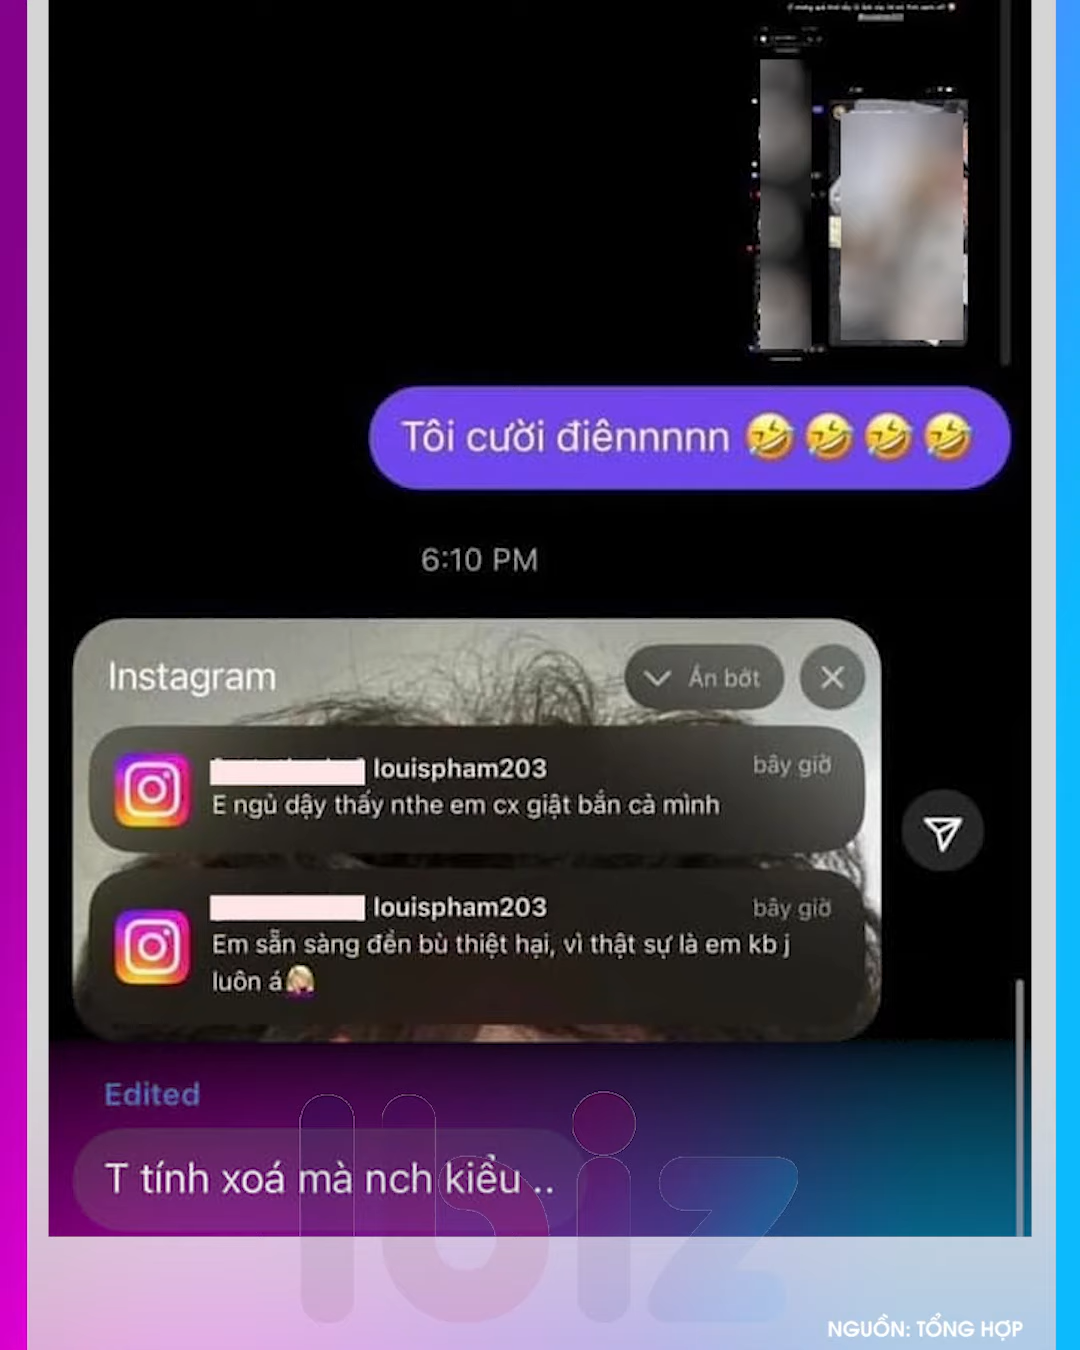 Tôi cười điênnnnn 🤣🤣🤣🤣
6:10 PM
Instagram
Ẩn bớt
louispham203
bây giờ
E ngủ dậy thấy nthe em cx giật bắn cả mình
louispham203
bây giờ
Em sẵn sàng đền bù thiệt hại, vì thật sự là em kb j
luôn á
Edited
T tính xoá mà nch kiểu ..
lbiz
NGUỒN: TỔNG HỢP